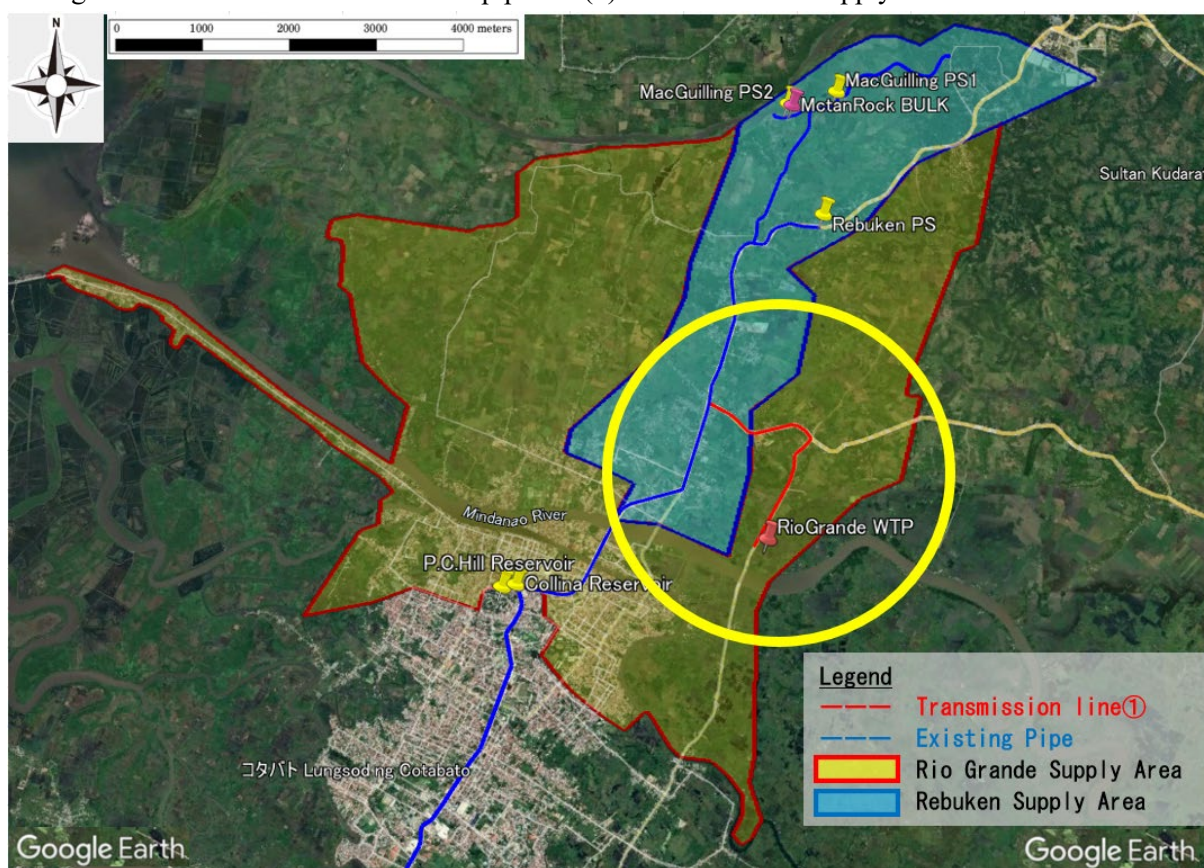 N
0 1000 2000 3000 4000 meters
MacGuilling PS1
MacGuilling PS2
MctanRock BULK
Sultan Kudarat
Rebuken PS
Mindanao River
RioGrande WTP
P.C.Hill Reservoir
Collina Reservoir
コタバト Lungsod ng Cotabato
Legend
Transmission line①
Existing Pipe
Rio Grande Supply Area
Rebuken Supply Area
Google Earth
Google Earth